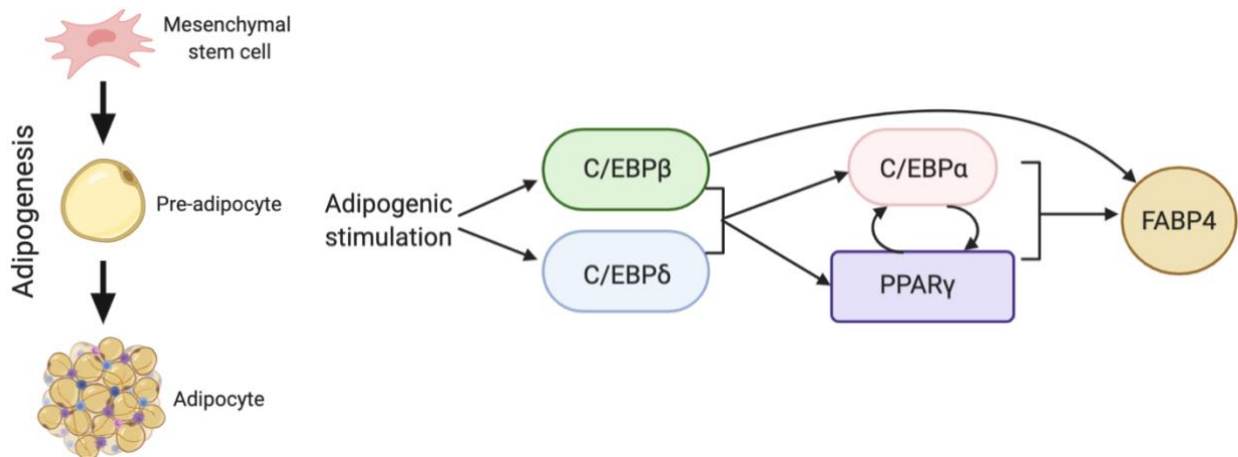 Adipogenesis
Mesenchymal
stem cell
Pre-adipocyte
Adipocyte
Adipogenic
stimulation
C/EBPβ
C/EBPδ
C/EBPα
PPARγ
FABP4